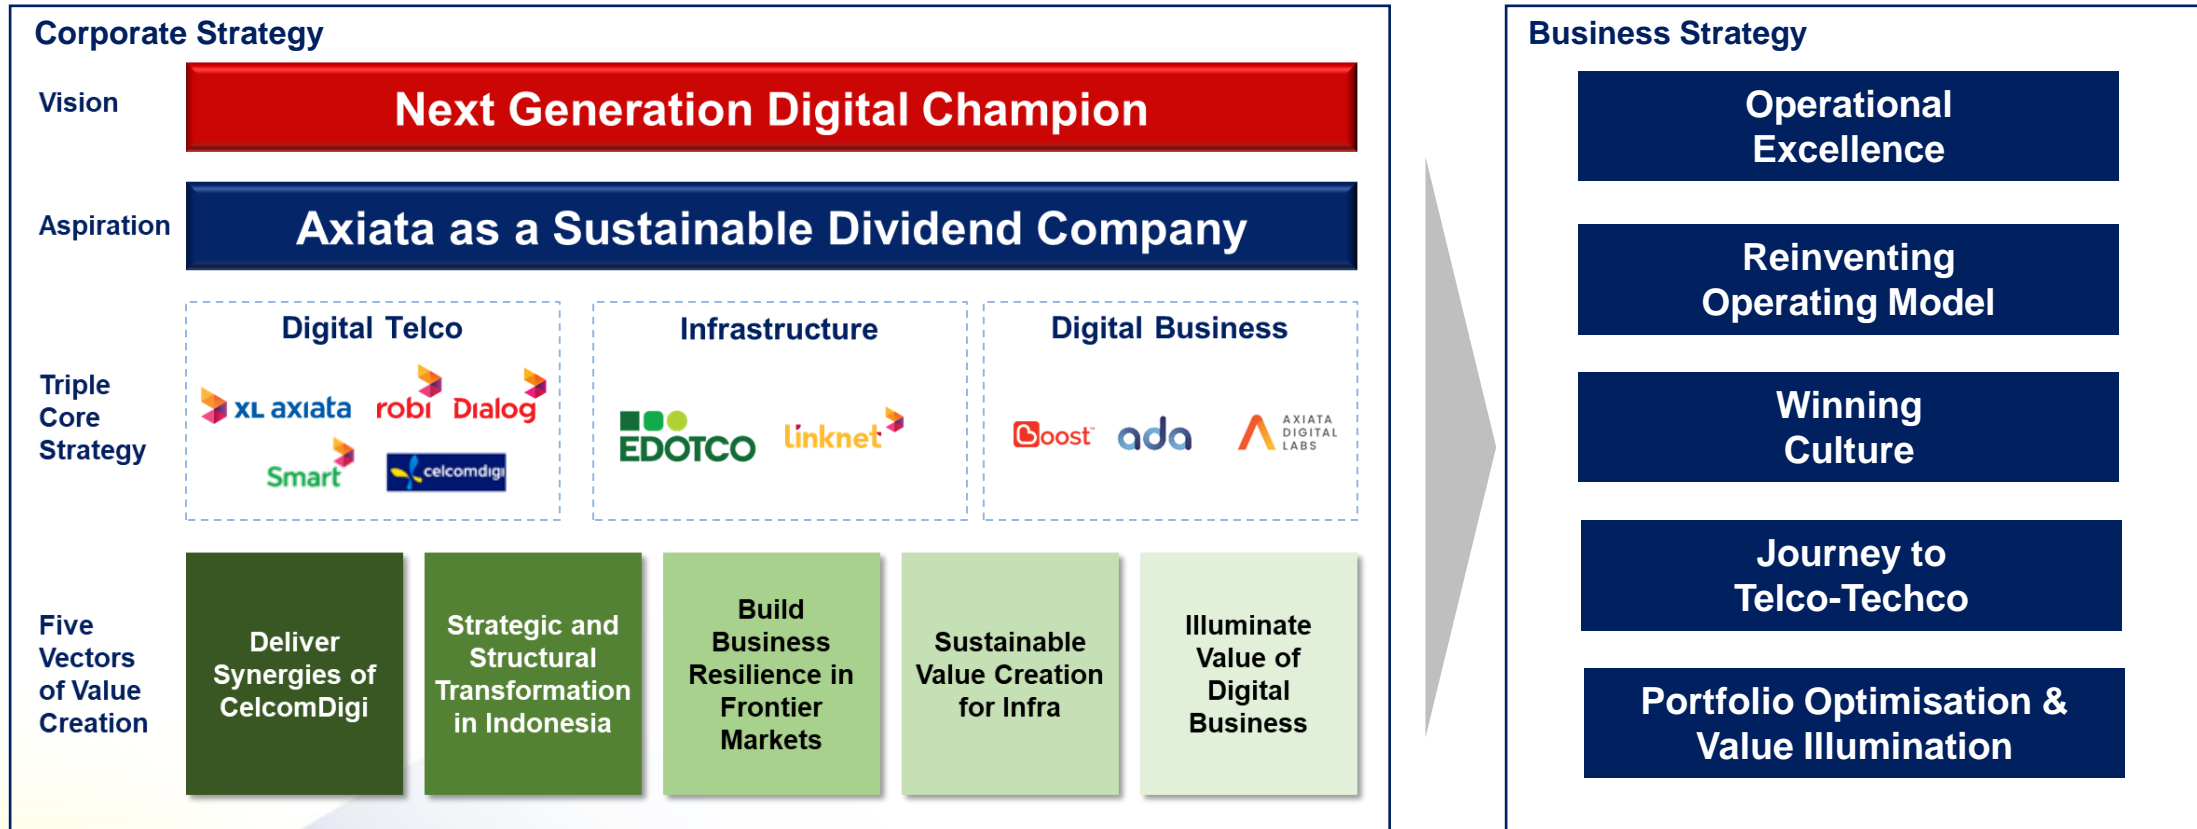 Corporate Strategy
Vision
Next Generation Digital Champion
Aspiration
Axiata as a Sustainable Dividend Company
Triple
Core
Strategy
Digital Telco
XL axiata
robi
Dialog
Smart
celcomdigi
Infrastructure
EDOTCO
linknet
Digital Business
Boost™
ada
AXIATA
DIGITAL
LABS
Five
Vectors
of Value
Creation
Deliver
Synergies of
CelcomDigi
Strategic and
Structural
Transformation
in Indonesia
Build
Business
Resilience in
Frontier
Markets
Sustainable
Value Creation
for Infra
Illuminate
Value of
Digital
Business
Business Strategy
Operational
Excellence
Reinventing
Operating Model
Winning
Culture
Journey to
Telco-Techco
Portfolio Optimisation &
Value Illumination